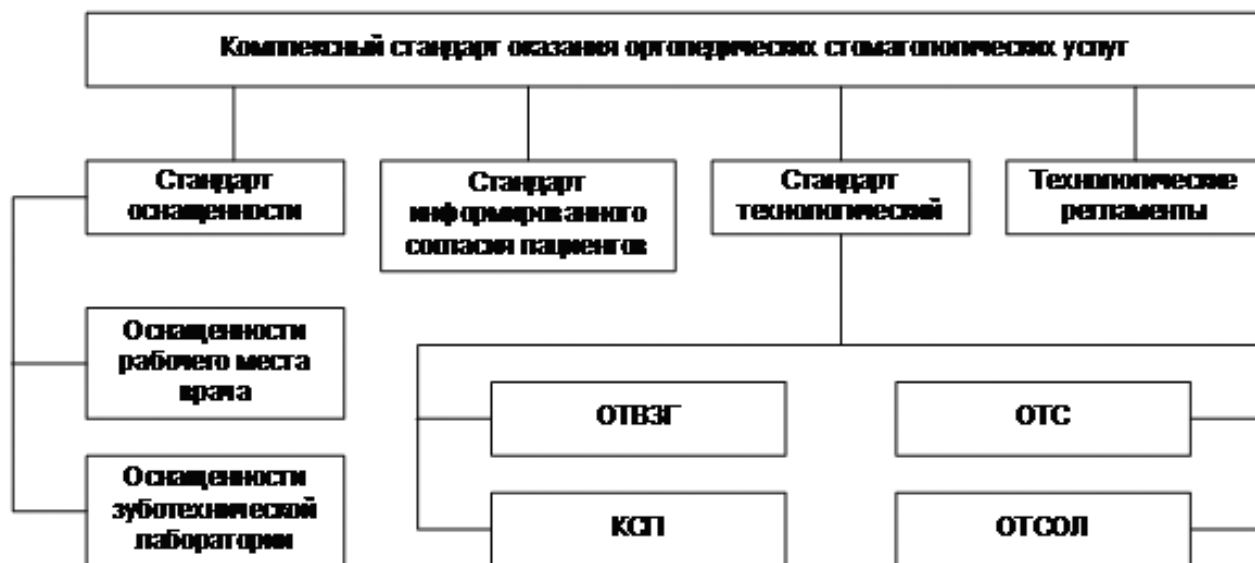 Комплексный стандарт оказания ортопедических стоматологических услуг
Стандарт
оснащенности
Стандарт
информированного
согласия пациентов
Стандарт
технологический
Технологические
регламенты
Оснащенности
рабочего места
врача
Оснащенности
зуботехнической
лаборатории
ОТВЗГ
ОТС
КСП
ОТСОЛ